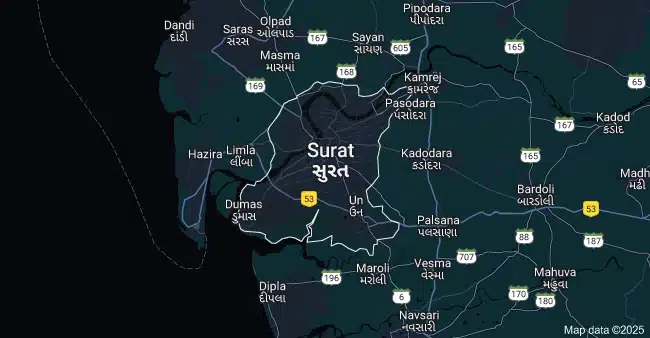 Dandi
દાંડી
Saras
સરસ
Olpad
ઓલપાડ
Masma
માસમા
167
Sayan
સાયણ
605
Pipodara
પીપોદરા
165
65
168
169
Kamrej
કામરેજ
Pasodara
પસોદરા
167
Kadod
કડોદ
Hazira
Limla
લીંબા
Surat
સુરત
Kadodara
કડોદરા
165
Madh
મઢી
Bardoli
બારડોલી
53
Dumas
ડુમાસ
53
Un
ઉન
Palsana
પલસાણા
88
187
Vesma
વેસ્મા
707
Maroli
મરોલી
196
Dipla
દીપલા
6
Mahuva
મહુવા
170
180
Navsari
નવસારી
Map data ©2025